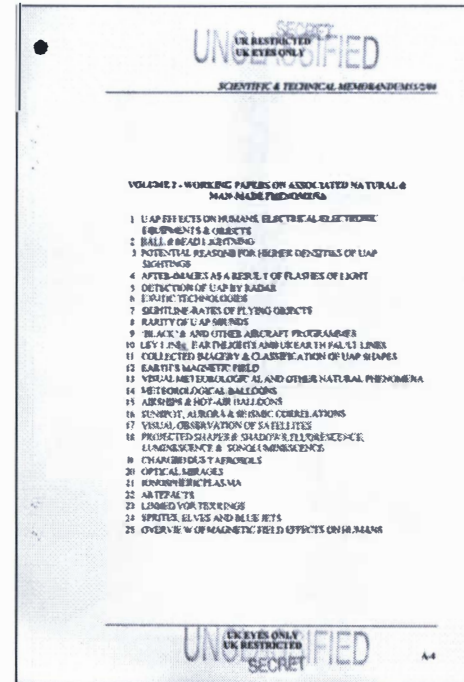 SECRET
UNCLASSIFIED
UK RESTRICTED
UK EYES ONLY
SCIENTIFIC & TECHNICAL MEMORANDUM 55/2/00
VOLUME 2 - WORKING PAPERS ON ASSOCIATED NATURAL &
MAN-MADE PHENOMENA
1 UAP EFFECTS ON HUMANS, ELECTRICAL/ELECTRONIC
EQUIPMENTS & OBJECTS
2 BALL & BEAD LIGHTNING
3 POTENTIAL REASONS FOR HIGHER DENSITIES OF UAP
SIGHTINGS
4 AFTER-IMAGES AS A RESULT OF FLASHES OF LIGHT
5 DETECTION OF UAP BY RADAR
6 EXOTIC TECHNOLOGIES
7 SIGHTLINE-RATES OF FLYING OBJECTS
8 RARITY OF UAP SOUNDS
9 'BLACK' & AND OTHER AIRCRAFT PROGRAMMES
10 LEY LINES, EARTHLIGHTS AND UK EARTH FAULT LINES
11 COLLECTED IMAGERY & CLASSIFICATION OF UAP SHAPES
12 EARTH'S MAGNETIC FIELD
13 VISUAL METEOROLOGICAL AND OTHER NATURAL PHENOMENA
14 METEOROLOGICAL BALLOONS
15 AIRSHIPS & HOT-AIR BALLOONS
16 SUNSPOT, AURORA & SEISMIC CORRELATIONS
17 VISUAL OBSERVATION OF SATELLITES
18 PROJECTED SHAPES & SHADOWS, FLUORESCENCE,
LUMINESCENCE & SONOLUMINESCENCE
19 CHARGED DUST AEROSOLS
20 OPTICAL MIRAGES
21 IONOSPHERIC PLASMA
22 ARTEFACTS
23 VORTEX RINGS
24 SPRITES, ELVES AND BLUE JETS
25 OVERVIEW OF MAGNETIC FIELD EFFECTS ON HUMANS
UK EYES ONLY
UK RESTRICTED
UNCLASSIFIED
SECRET
A-4